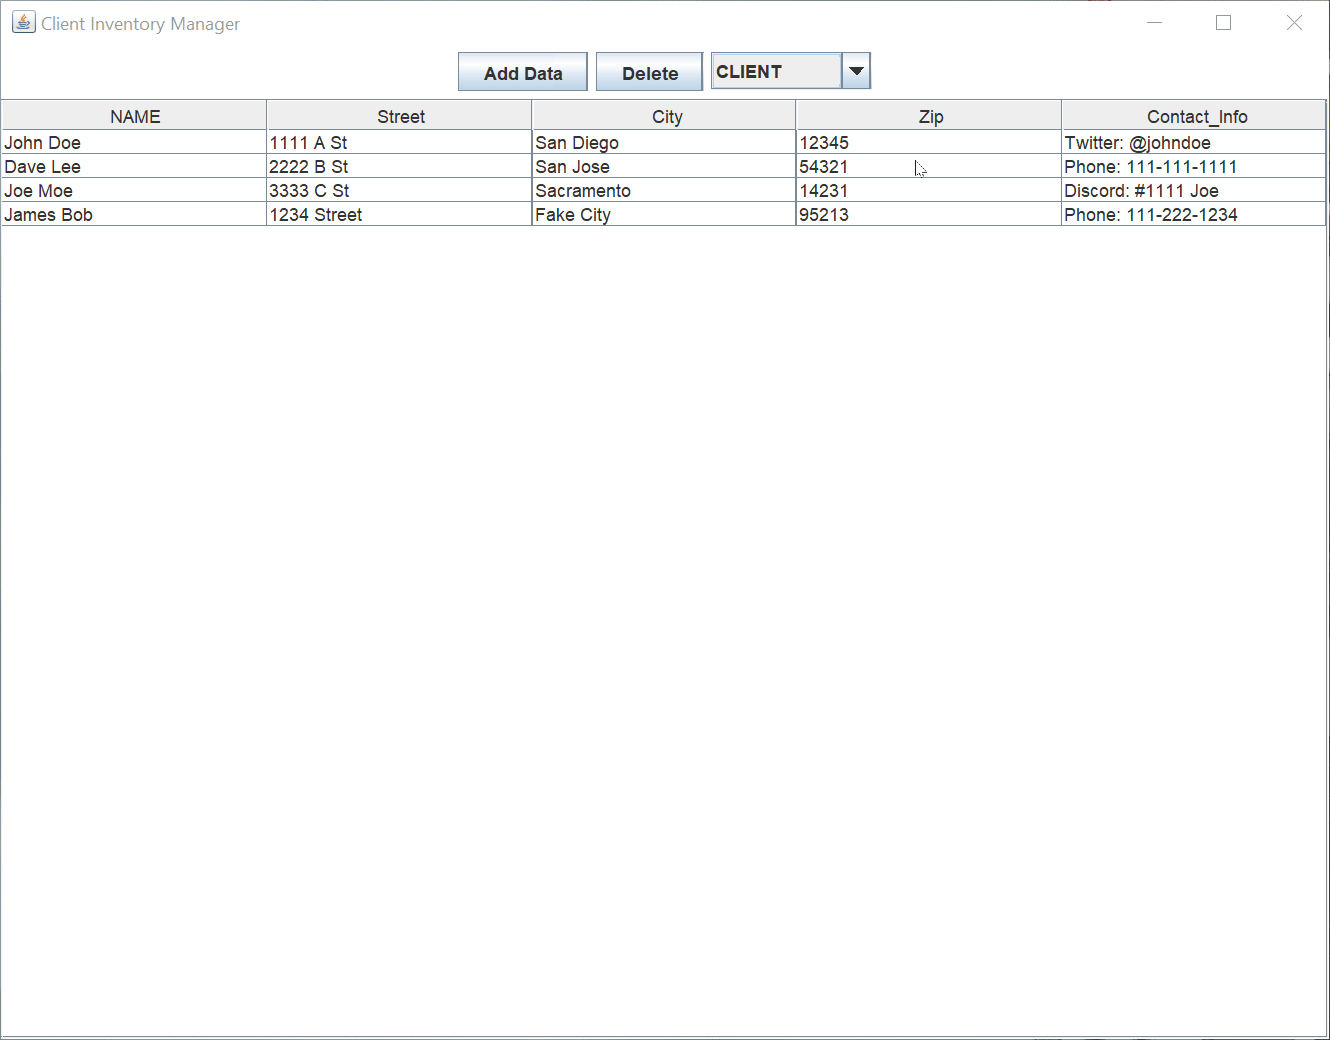 Client Inventory Manager
Add Data Delete CLIENT
NAME Street City Zip Contact_Info
John Doe 1111 A St San Diego 12345 Twitter: @johndoe
Dave Lee 2222 B St San Jose 54321 Phone: 111-111-1111
Joe Moe 3333 C St Sacramento 14231 Discord: #1111 Joe
James Bob 1234 Street Fake City 95213 Phone: 111-222-1234